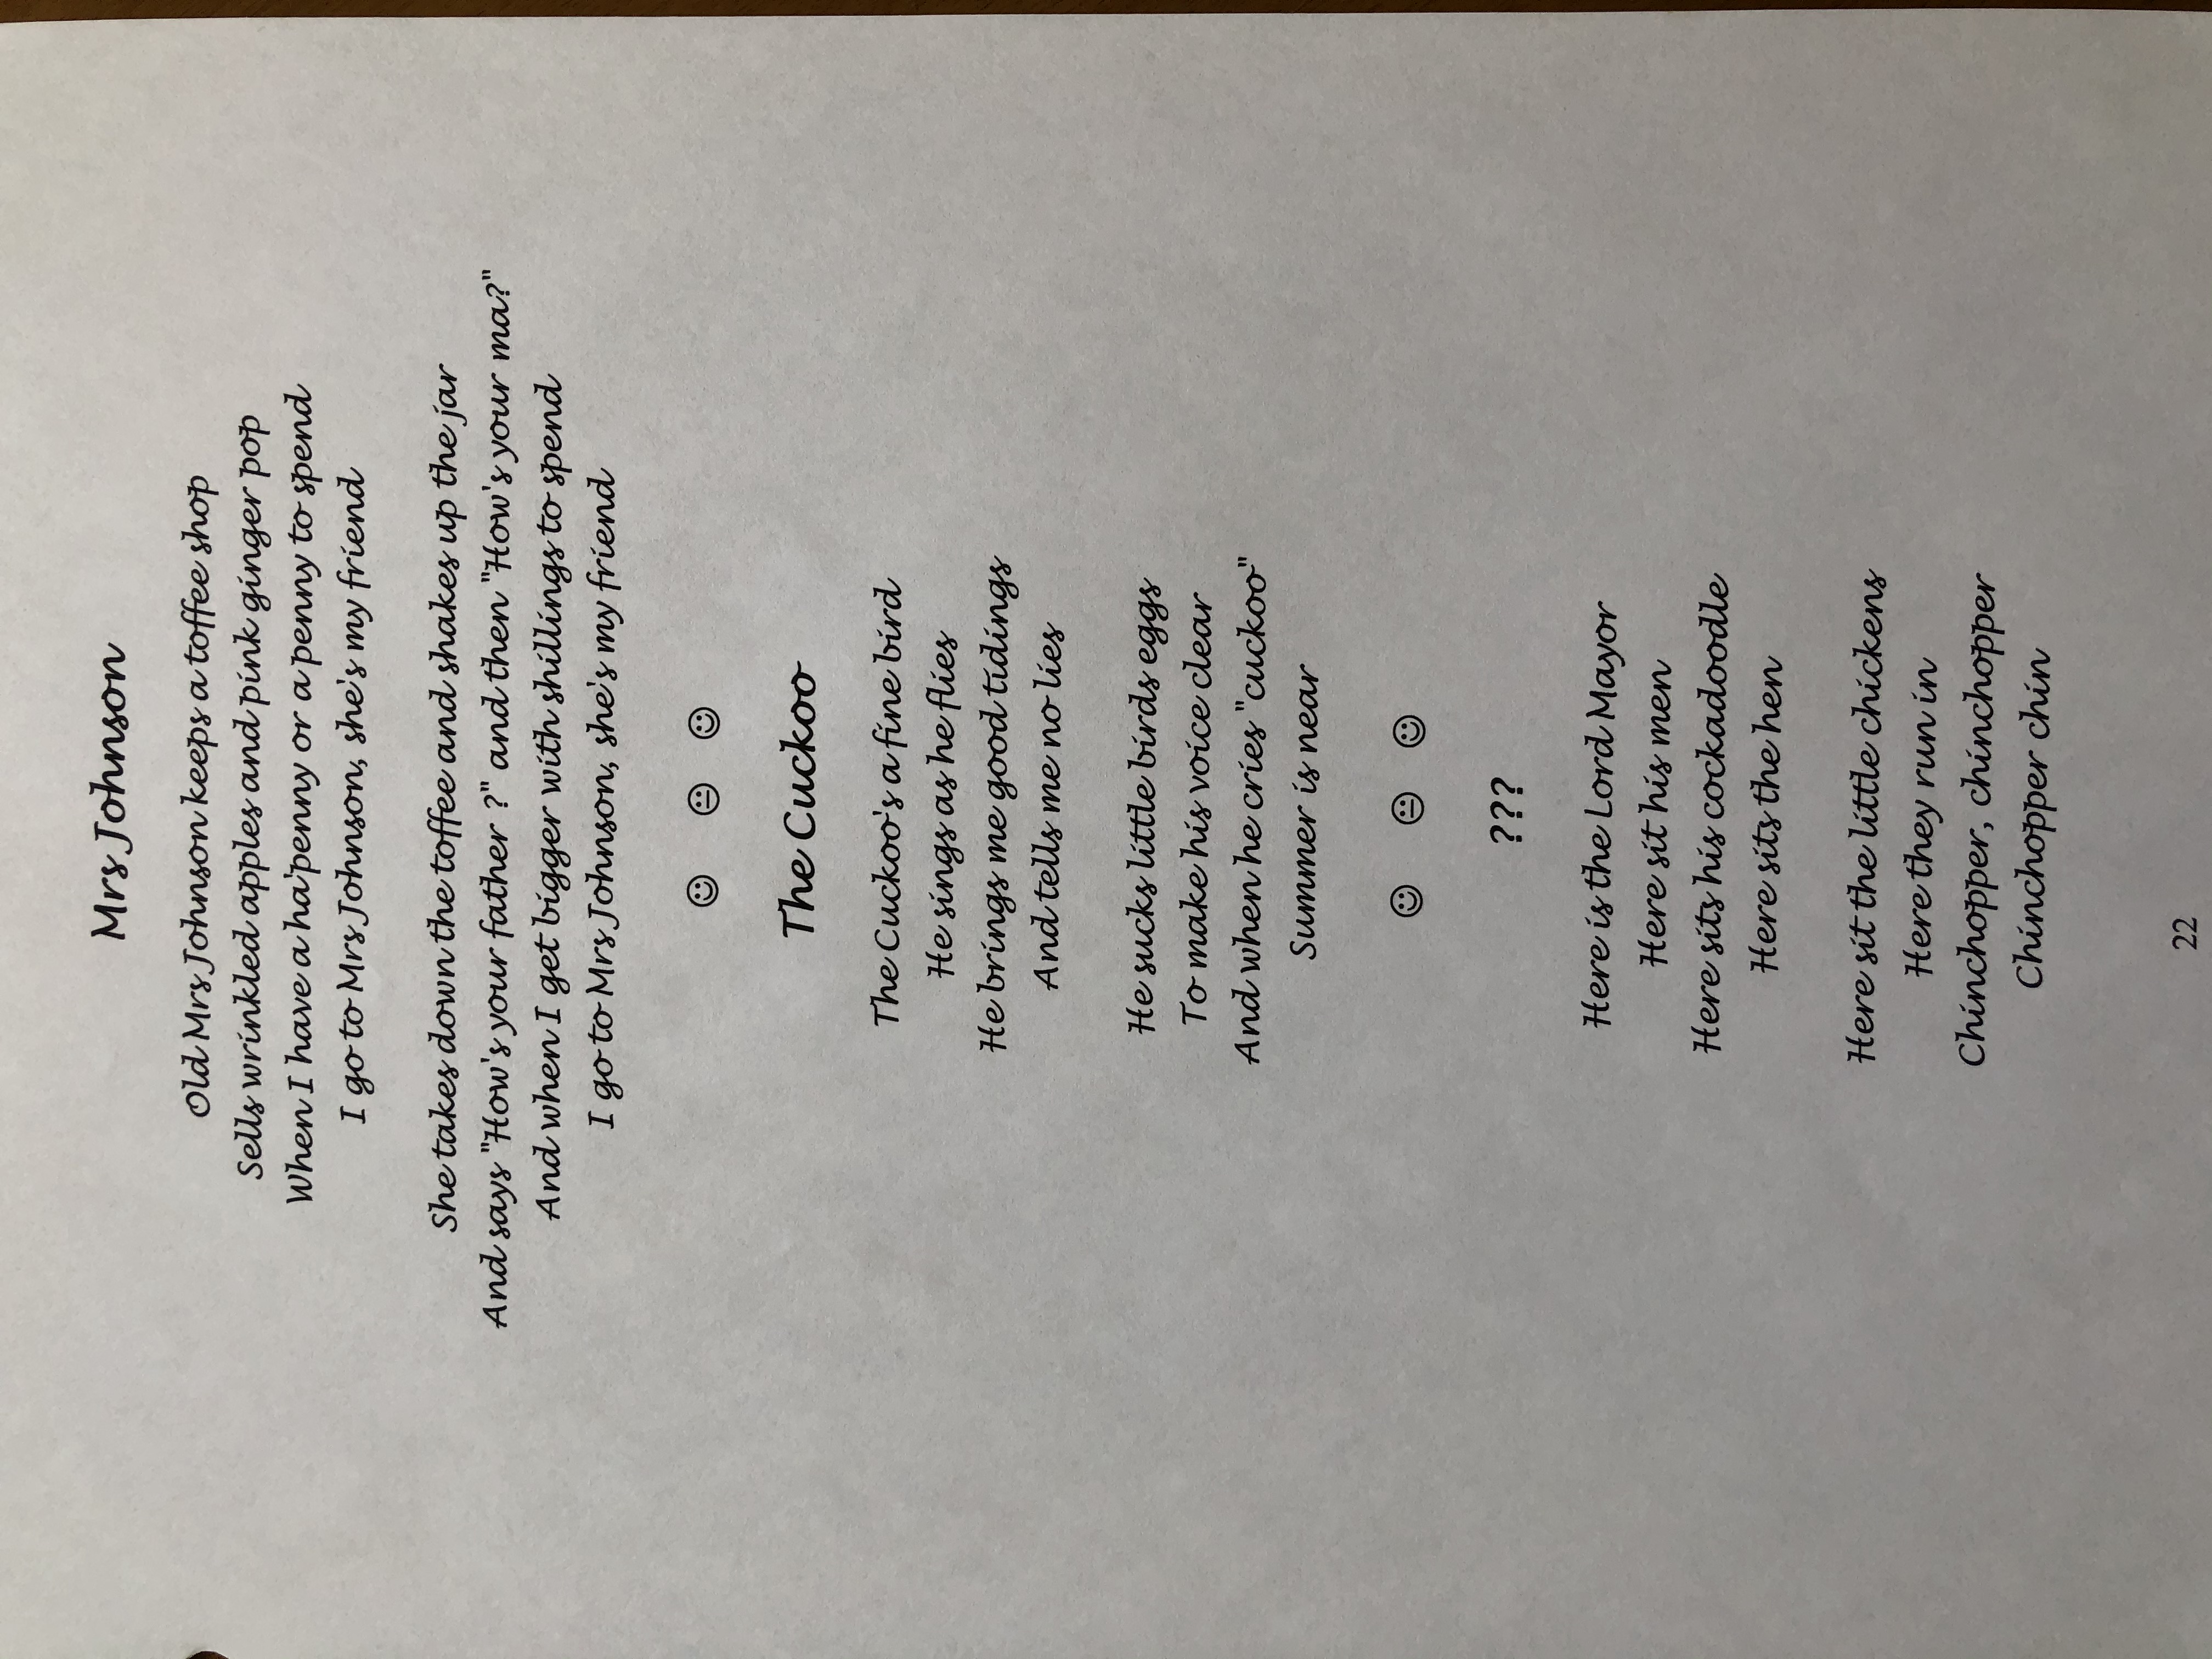 Mrs Johnson
Old Mrs Johnson keeps a toffee shop
Sells wrinkled apples and pink ginger pop
When I have a ha'penny or a penny to spend
I go to Mrs Johnson, she's my friend
She takes down the toffee and shakes up the jar
And says "How's your father ?" and then "How's your ma?"
And when I get bigger with shillings to spend
I go to Mrs Johnson, she's my friend
☺ 😐 ☺
The Cuckoo
The Cuckoo's a fine bird
He sings as he flies
He brings me good tidings
And tells me no lies
He sucks little birds eggs
To make his voice clear
And when he cries "cuckoo"
Summer is near
☺ 😐 ☺
???
Here is the Lord Mayor
Here sit his men
Here sits his cockadoodle
Here sits the hen
Here sit the little chickens
Here they run in
Chinchopper, chinchopper
Chinchopper chin
22